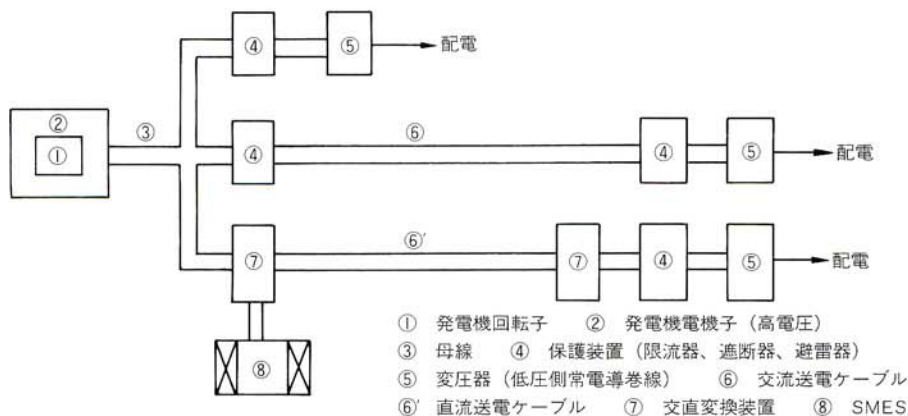 ④ ⑤ 配電
② ③ ⑥
① ④ ④ ⑤ 配電
⑥'
⑦ ⑦ ④ ⑤ 配電
⑧
① 発電機回転子 ② 発電機電機子（高電圧）
③ 母線 ④ 保護装置（限流器、遮断器、避雷器）
⑤ 変圧器（低圧側常電導巻線） ⑥ 交流送電ケーブル
⑥' 直流送電ケーブル ⑦ 交直変換装置 ⑧ SMES